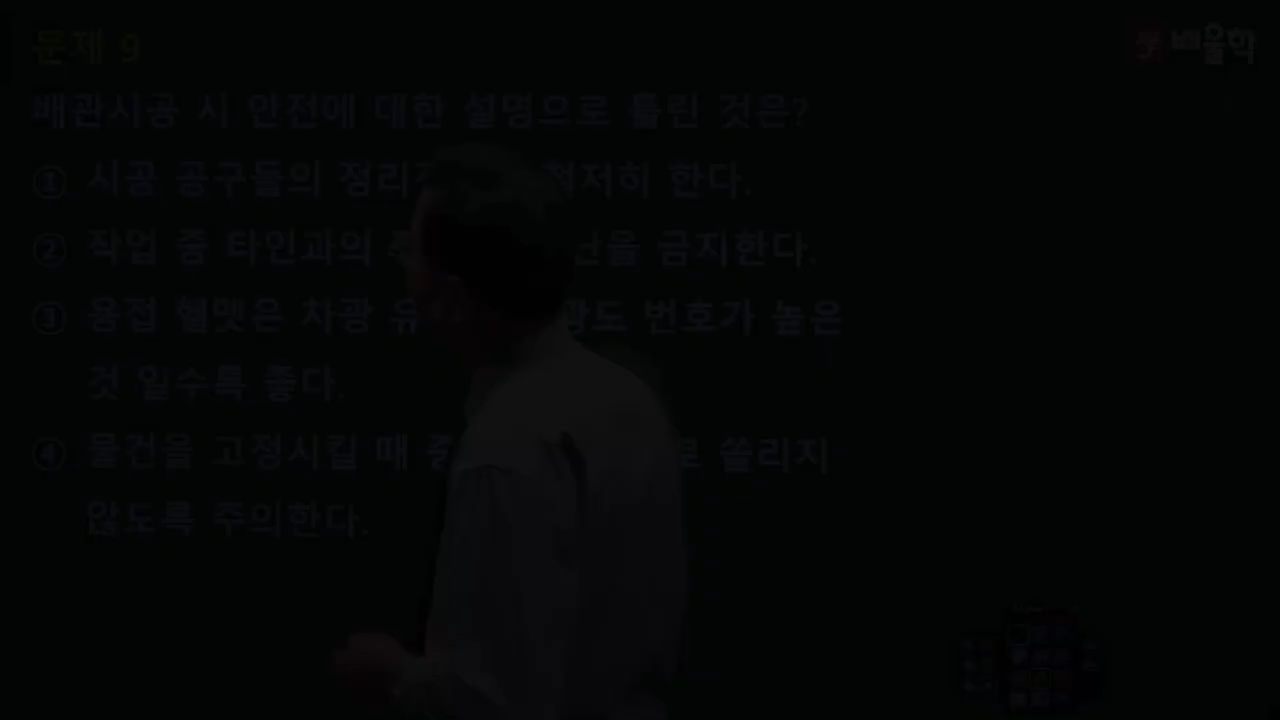 문제 9
배울학
배관시공 시 안전에 대한 설명으로 틀린 것은?
① 시공 공구들의 정리 철저히 한다.
② 작업 중 타인과의 금지한다.
③ 용접 헬멧은 차광 번호가 높은
것 일수록 좋다.
④ 물건을 고정시킬 때 쏠리지
않도록 주의한다.